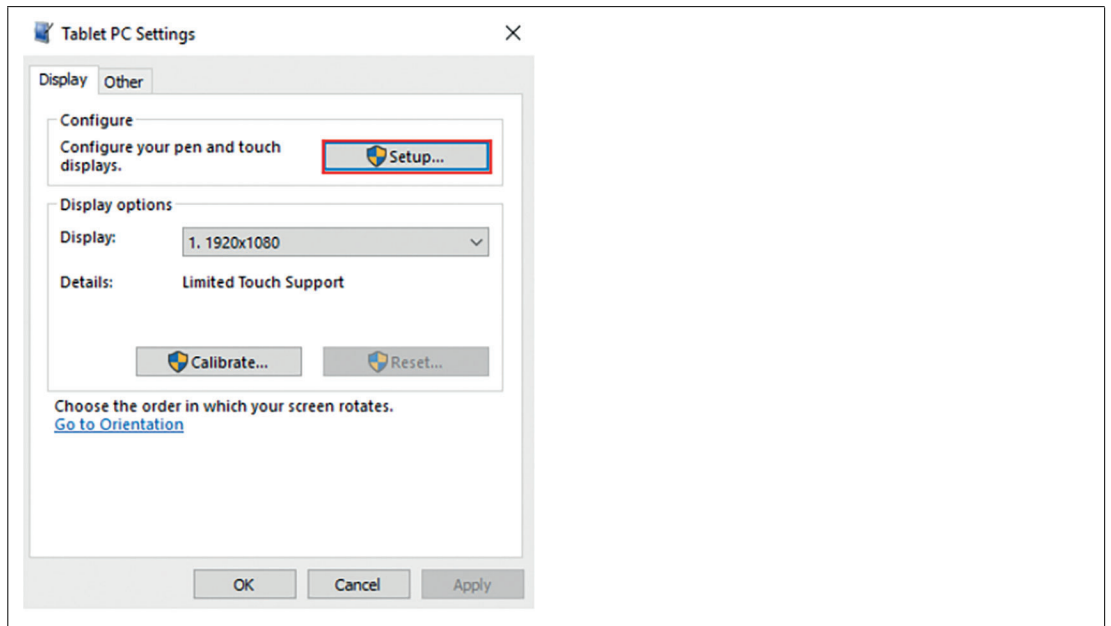 Tablet PC Settings
Display Other
Configure
Configure your pen and touch
displays.
Setup...
Display options
Display: 1. 1920x1080
Details: Limited Touch Support
Calibrate... Reset...
Choose the order in which your screen rotates.
Go to Orientation
OK Cancel Apply